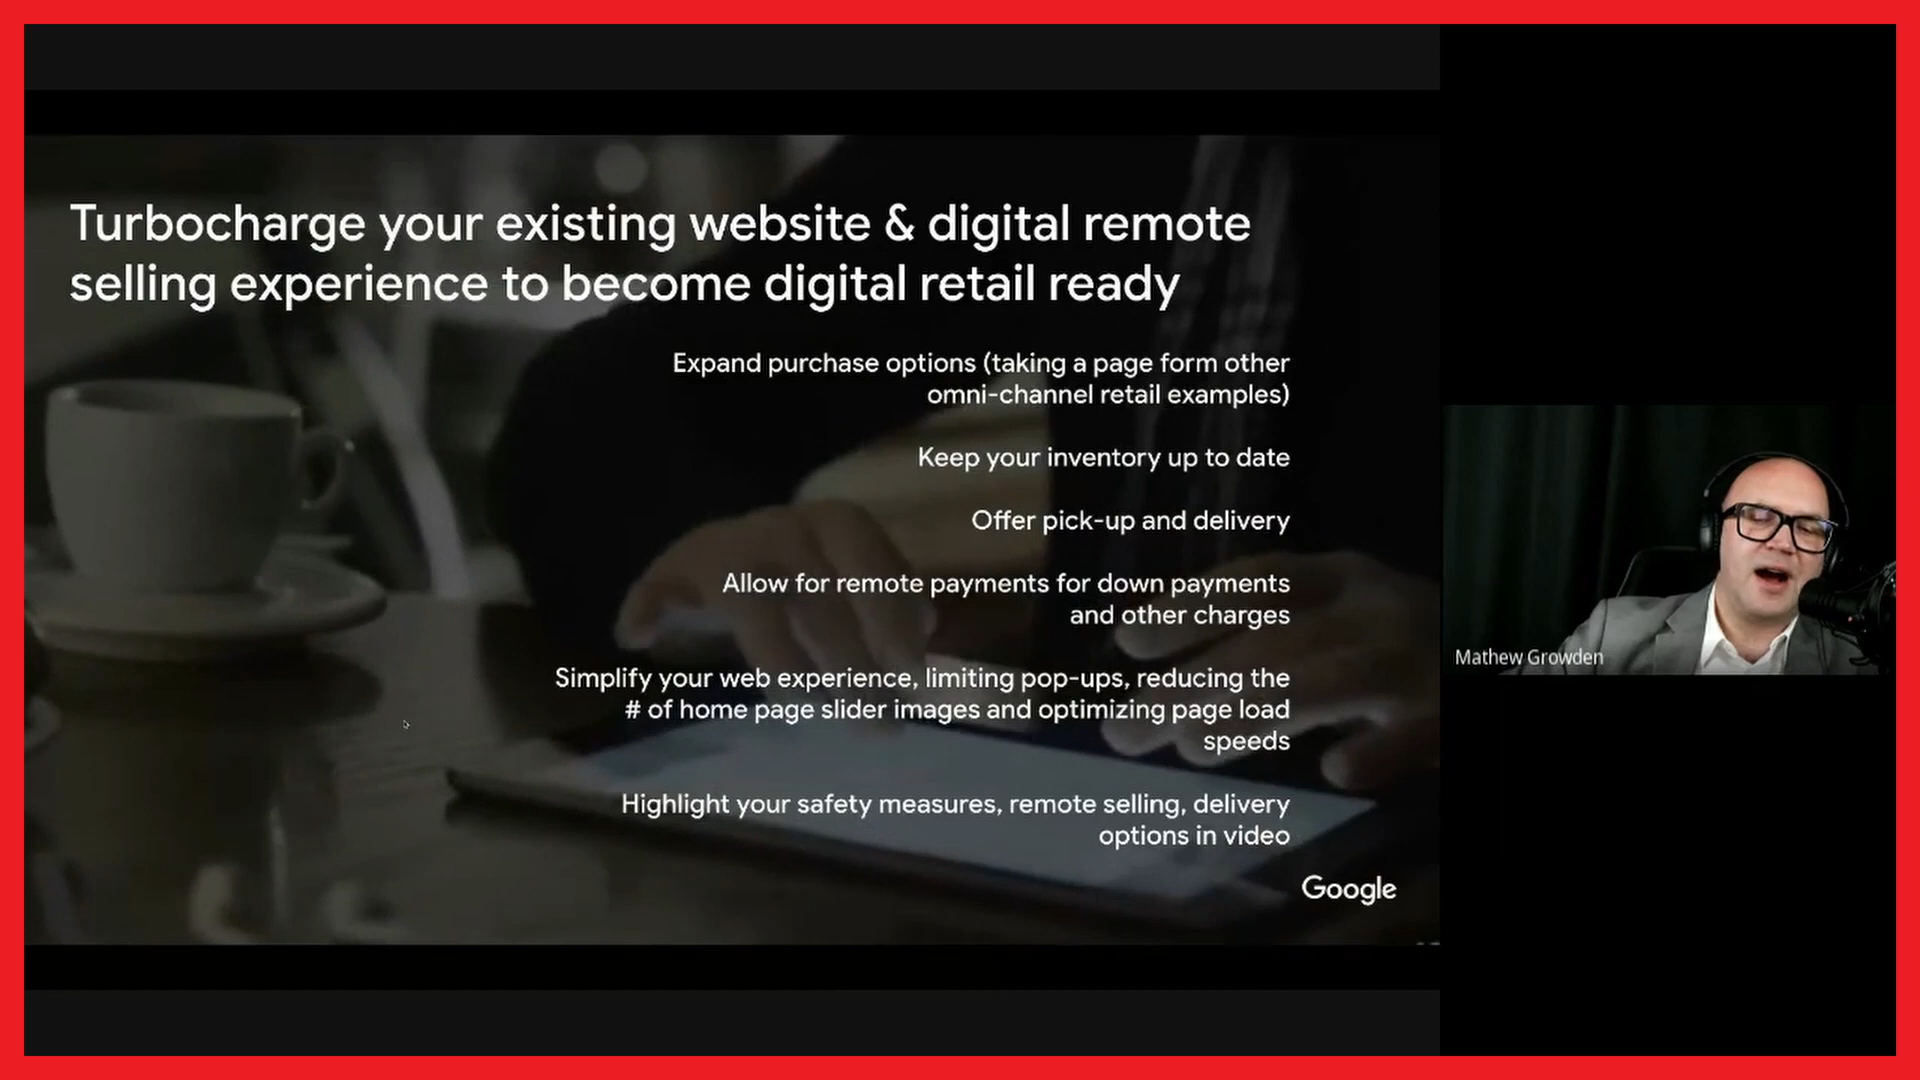 Turbocharge your existing website & digital remote
selling experience to become digital retail ready
Expand purchase options (taking a page form other
omni-channel retail examples)
Keep your inventory up to date
Offer pick-up and delivery
Allow for remote payments for down payments
and other charges
Simplify your web experience, limiting pop-ups, reducing the
# of home page slider images and optimizing page load
speeds
Highlight your safety measures, remote selling, delivery
options in video
Google
Mathew Growden